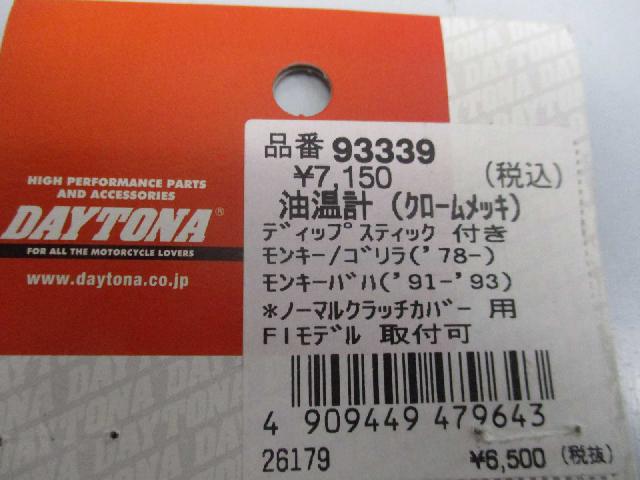 HIGH PERFORMANCE PARTS
AND ACCESSORIES
DAYTONA®
FOR ALL THE MOTORCYCLE LOVERS
www.daytona.co.jp
DAYTONA
品番 93339
¥7,150 (税込)
油温計 (ｸﾛｰﾑﾒｯｷ)
ﾃﾞｨｯﾌﾟｽﾃｨｯｸ 付き
ﾓﾝｷｰ/ｺﾞﾘﾗ('78-)
ﾓﾝｷｰﾊﾞﾊ('91-'93)
*ﾉｰﾏﾙｸﾗｯﾁｶﾊﾞｰ 用
FIﾓﾃﾞﾙ 取付可
4 909449 479643
26179 ¥6,500 (税抜)